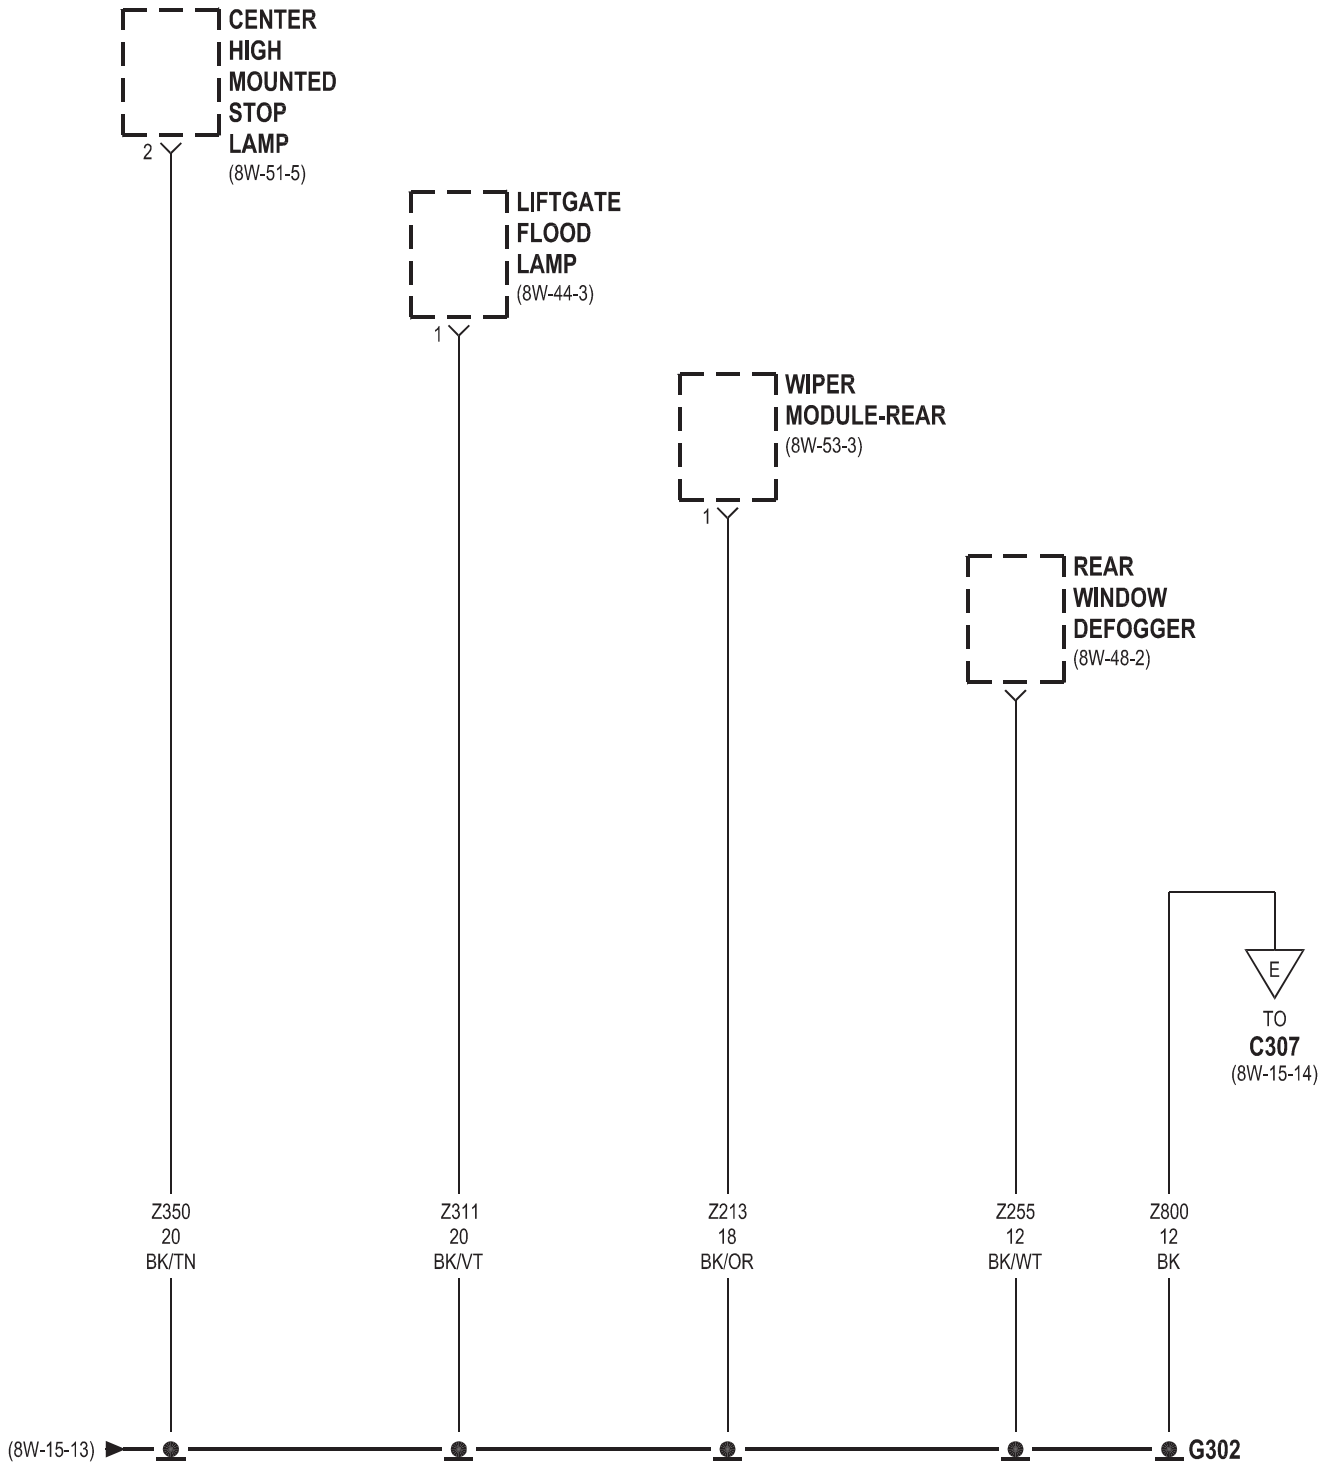 CENTER
HIGH
MOUNTED
STOP
LAMP
(8W-51-5)
2
LIFTGATE
FLOOD
LAMP
(8W-44-3)
1
WIPER
MODULE-REAR
(8W-53-3)
1
REAR
WINDOW
DEFOGGER
(8W-48-2)
E
TO
C307
(8W-15-14)
Z350
20
BK/TN
Z311
20
BK/VT
Z213
18
BK/OR
Z255
12
BK/WT
Z800
12
BK
(8W-15-13)
G302